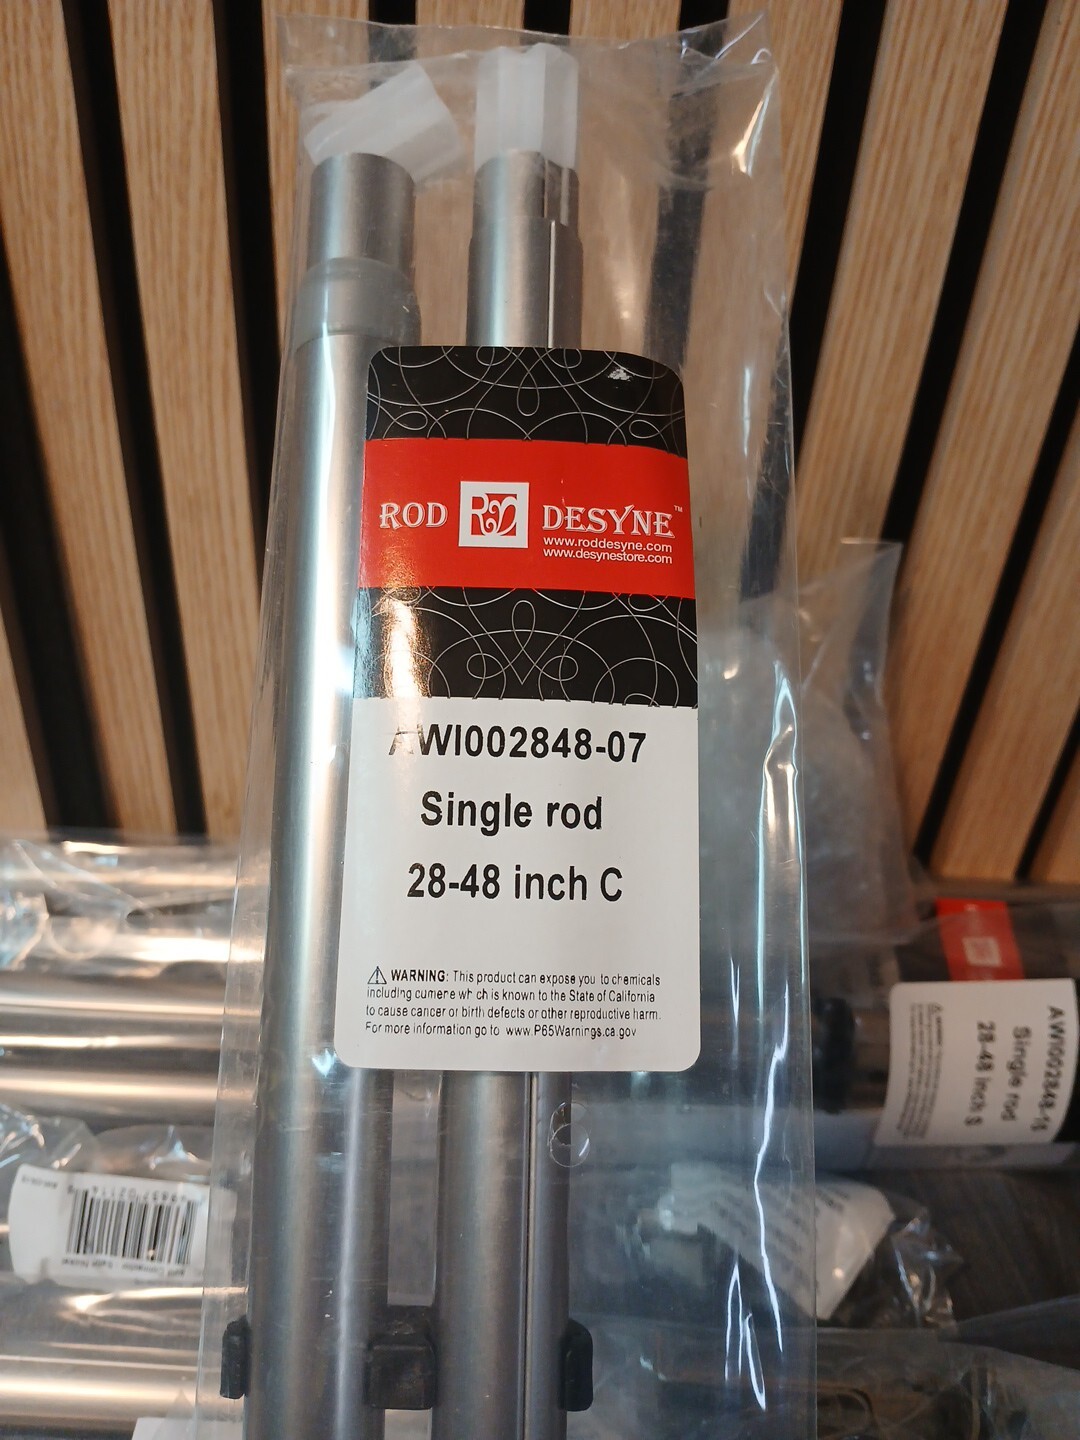 ROD DESYNE™
www.roddesyne.com
www.desynestore.com
AWI002848-07
Single rod
28-48 inch C
WARNING: This product can expose you to chemicals
including cumene which is known to the State of California
to cause cancer or birth defects or other reproductive harm.
For more information go to www.P65Warnings.ca.gov
Single rod
28-48 inch S